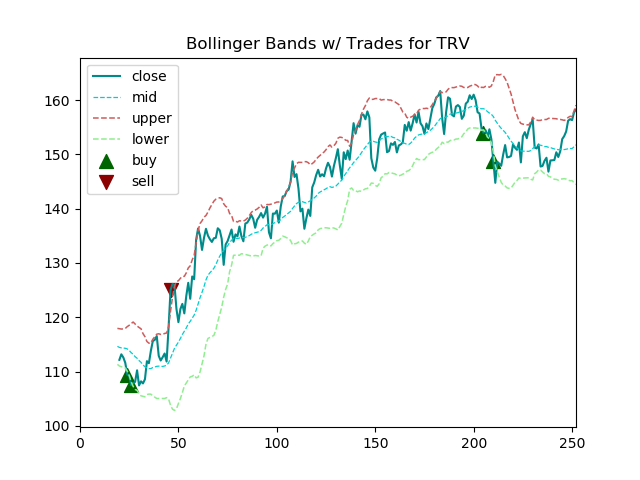 Bollinger Bands w/ Trades for TRV
close
mid
upper
lower
buy
sell
160
150
140
130
120
110
100
0 50 100 150 200 250